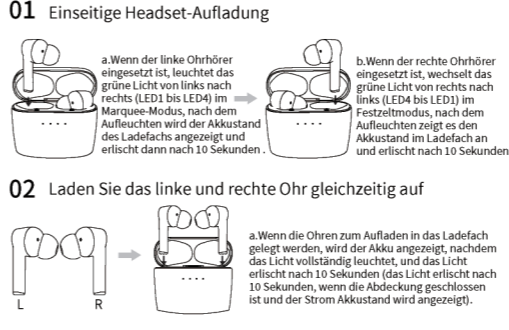 01 Einseitige Headset-Aufladung
a.Wenn der linke Ohrhörer
eingesetzt ist, leuchtet das
grüne Licht von links nach
rechts (LED1 bis LED4) im
Marquee-Modus, nach dem
Aufleuchten wird der Akkustand
des Ladefachs angezeigt und
erlischt dann nach 10 Sekunden .
b.Wenn der rechte Ohrhörer
eingesetzt ist, wechselt das
grüne Licht von rechts nach
links (LED4 bis LED1) im
Festzeltmodus, nach dem
Aufleuchten zeigt es den
Akkustand im Ladefach an
und erlischt nach 10 Sekunden
02 Laden Sie das linke und rechte Ohr gleichzeitig auf
L R
a.Wenn die Ohren zum Aufladen in das Ladefach
gelegt werden, wird der Akku angezeigt, nachdem
das Licht vollständig leuchtet, und das Licht
erlischt nach 10 Sekunden (das Licht erlischt nach
10 Sekunden, wenn die Abdeckung geschlossen
ist und der Strom Akkustand wird angezeigt).